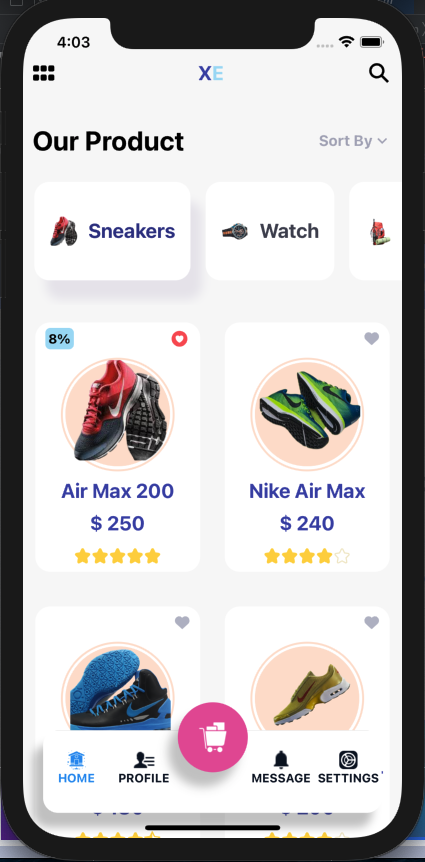 4:03
XE
Our Product
Sort By
Sneakers
Watch
8%
Air Max 200
Nike Air Max
$ 250
$ 240
HOME
PROFILE
MESSAGE
SETTINGS